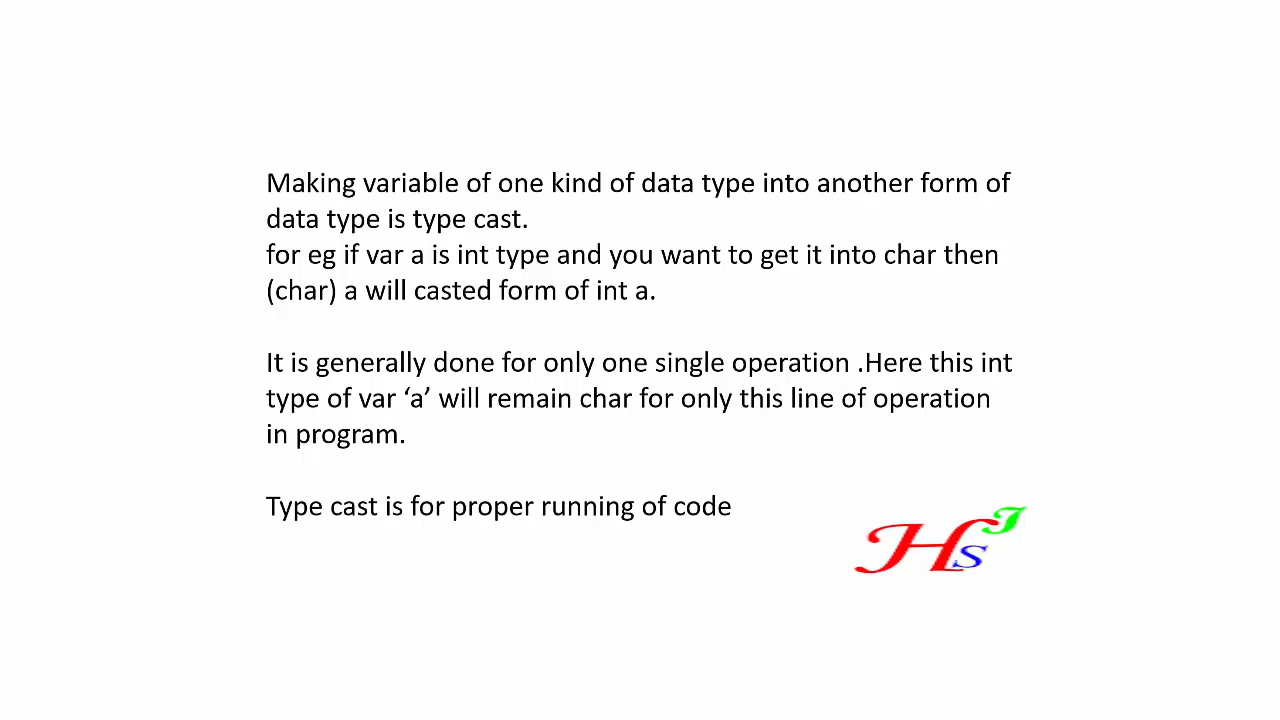 Making variable of one kind of data type into another form of
data type is type cast.
for eg if var a is int type and you want to get it into char then
(char) a will casted form of int a.
It is generally done for only one single operation .Here this int
type of var ‘a’ will remain char for only this line of operation
in program.
Type cast is for proper running of code
HsJ